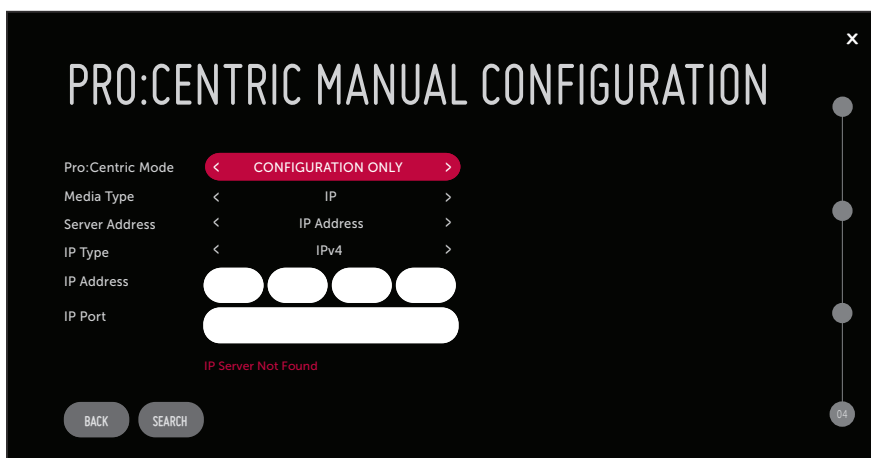 X
PRO:CENTRIC MANUAL CONFIGURATION
Pro:Centric Mode < CONFIGURATION ONLY >
Media Type < IP >
Server Address < IP Address >
IP Type < IPv4 >
IP Address
IP Port
IP Server Not Found
BACK SEARCH
04